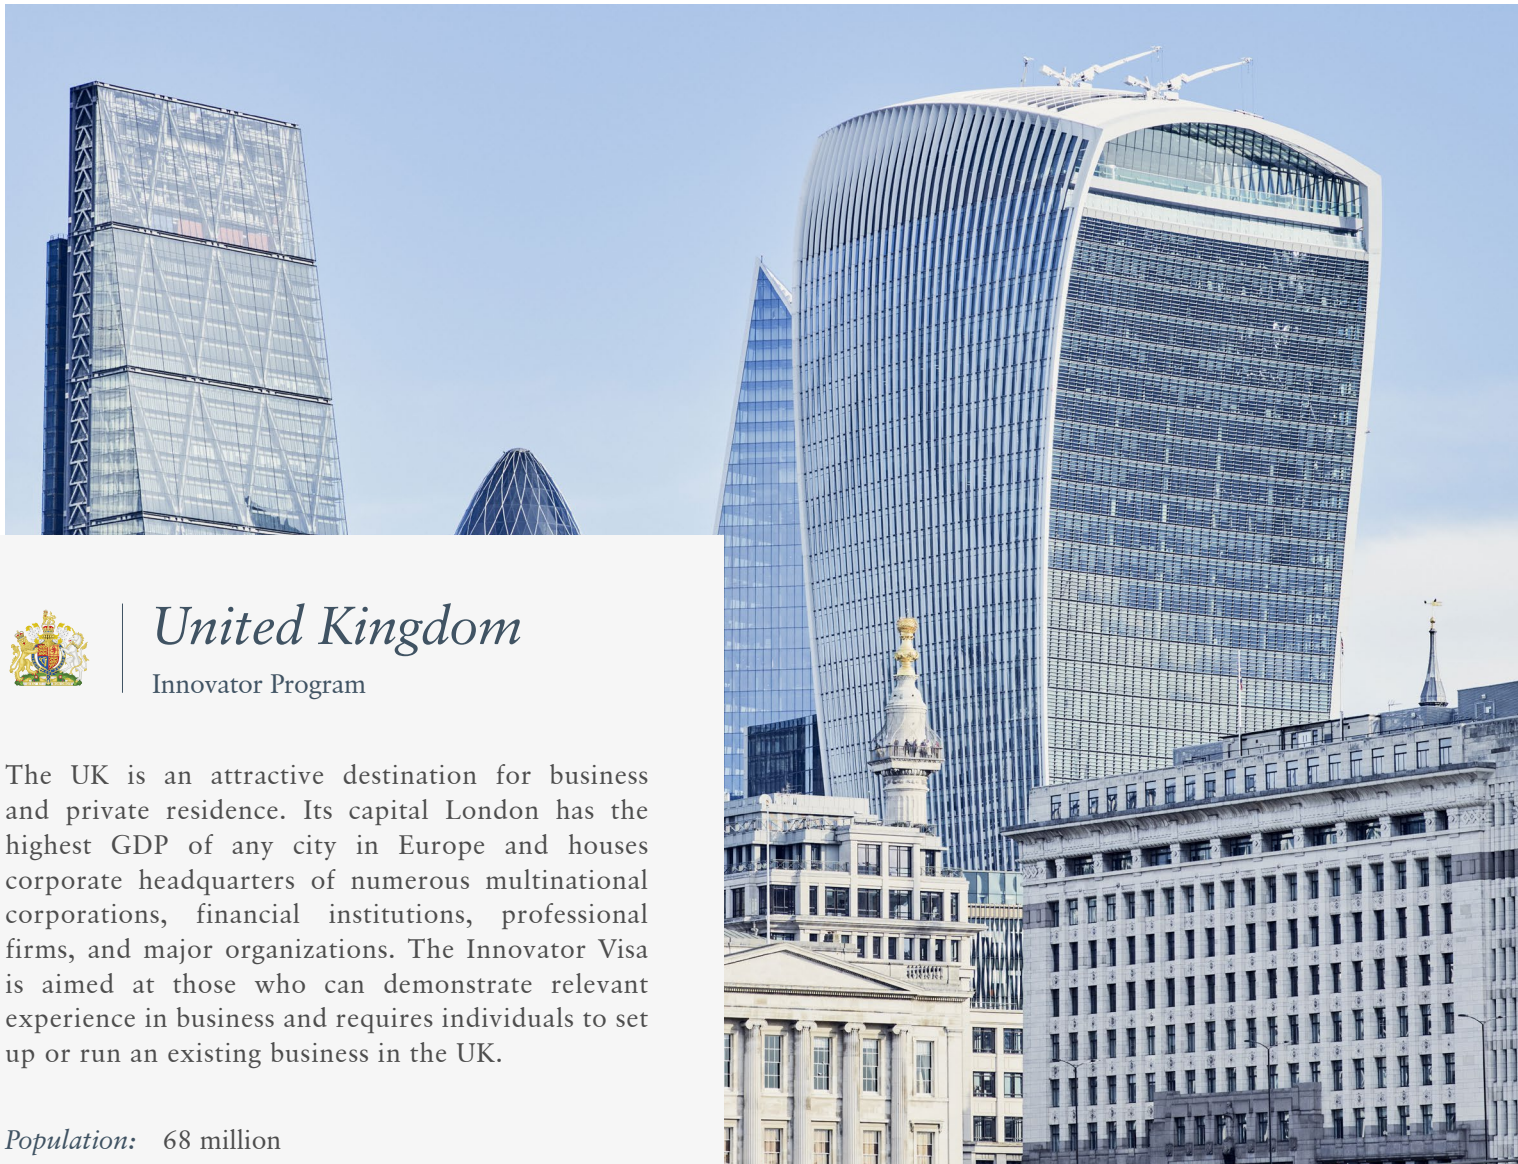 United Kingdom
Innovator Program
The UK is an attractive destination for business
and private residence. Its capital London has the
highest GDP of any city in Europe and houses
corporate headquarters of numerous multinational
corporations, financial institutions, professional
firms, and major organizations. The Innovator Visa
is aimed at those who can demonstrate relevant
experience in business and requires individuals to set
up or run an existing business in the UK.
Population: 68 million